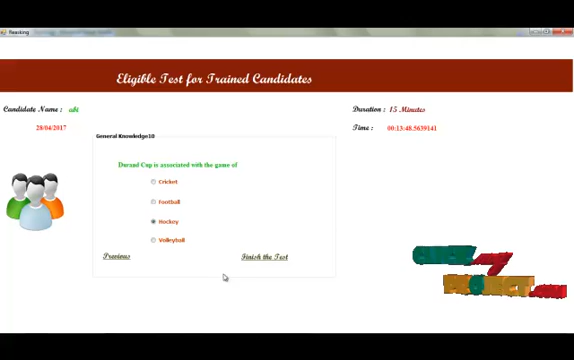 Eligible Test for Trained Candidates
Candidate Name : abi
Duration : 15 Minutes
28/04/2017
Time : 00:13:48.5639141
General Knowledge10
Durand Cup is associated with the game of
Cricket
Football
Hockey
Volleyball
Previous
Finish the Test